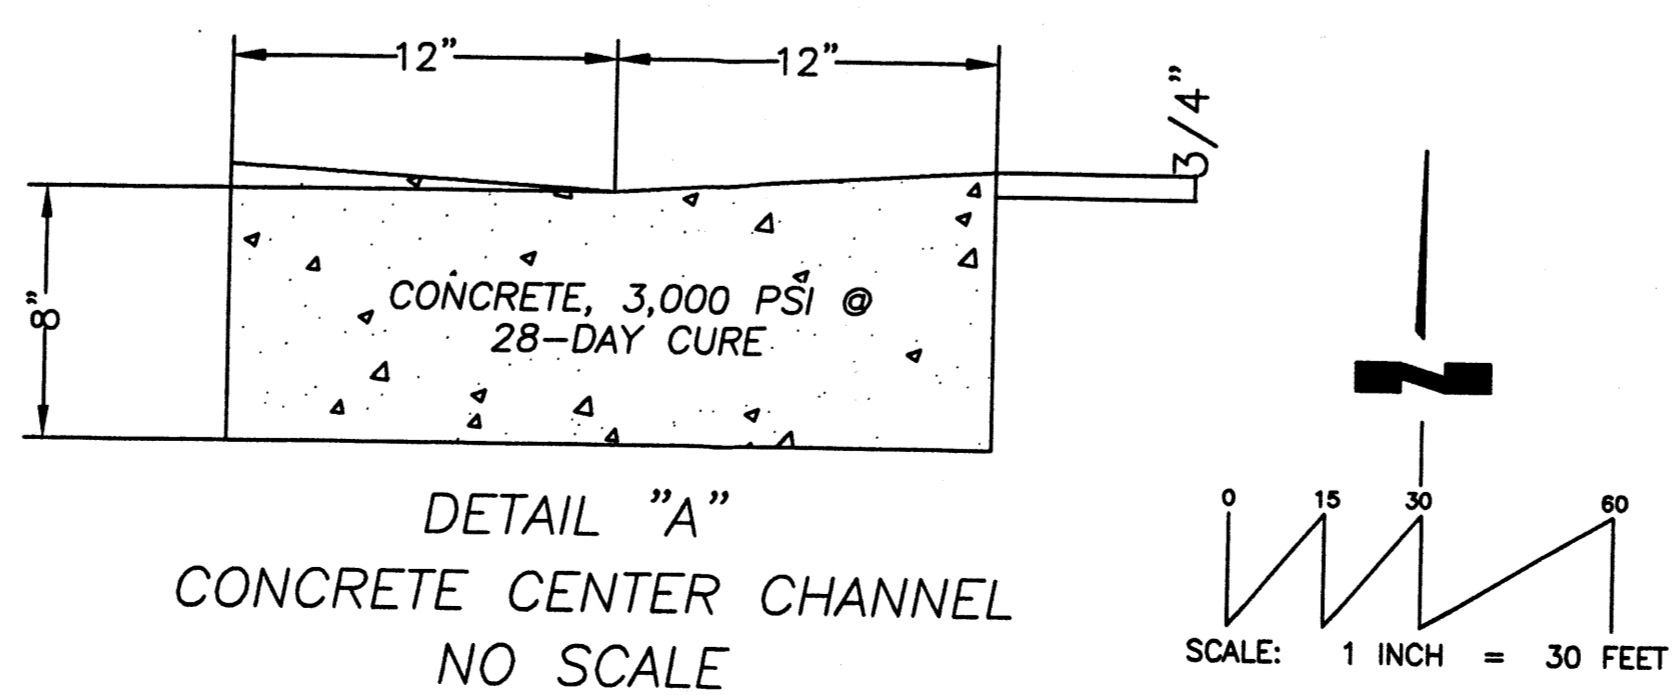 12” 12”
3/4”
8”
CONCRETE, 3,000 PSI @
28-DAY CURE
DETAIL ”A”
CONCRETE CENTER CHANNEL
NO SCALE
N
0 15 30 60
SCALE: 1 INCH = 30 FEET